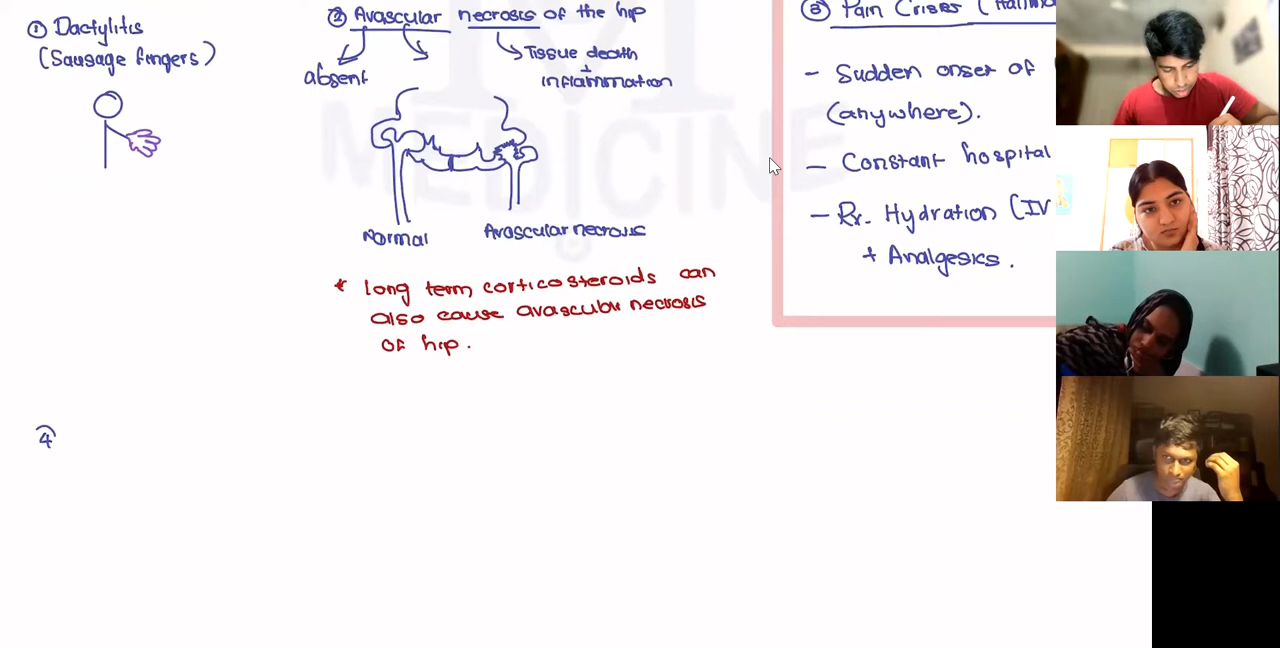 ① Dactylitis
(Sausage fingers)
② Avascular necrosis of the hip
absent
Tissue death
+
inflammation
Normal
Avascular necrosis
* long term corticosteroids can
also cause avascular necrosis
of hip.
③ Pain Crises (Hallma
- Sudden onset of
(anywhere).
- Constant hospital
- Rx. Hydration (IV
+ Analgesics.
④
MEDICINE